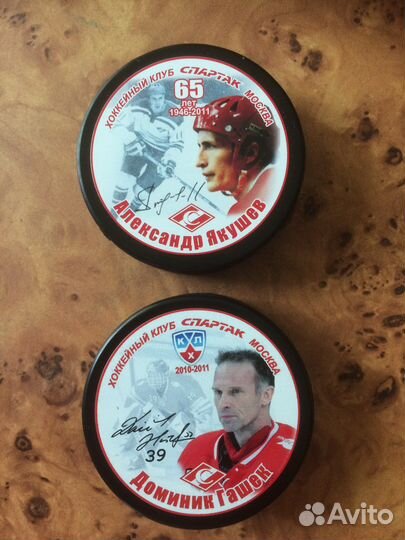 ХОККЕЙНЫЙ КЛУБ СПАРТАК МОСКВА
65
ЛЕТ
1946-2011
Александр Якушев
ХОККЕЙНЫЙ КЛУБ СПАРТАК МОСКВА
КХЛ
2010-2011
39
Доминик Гашек
Avito